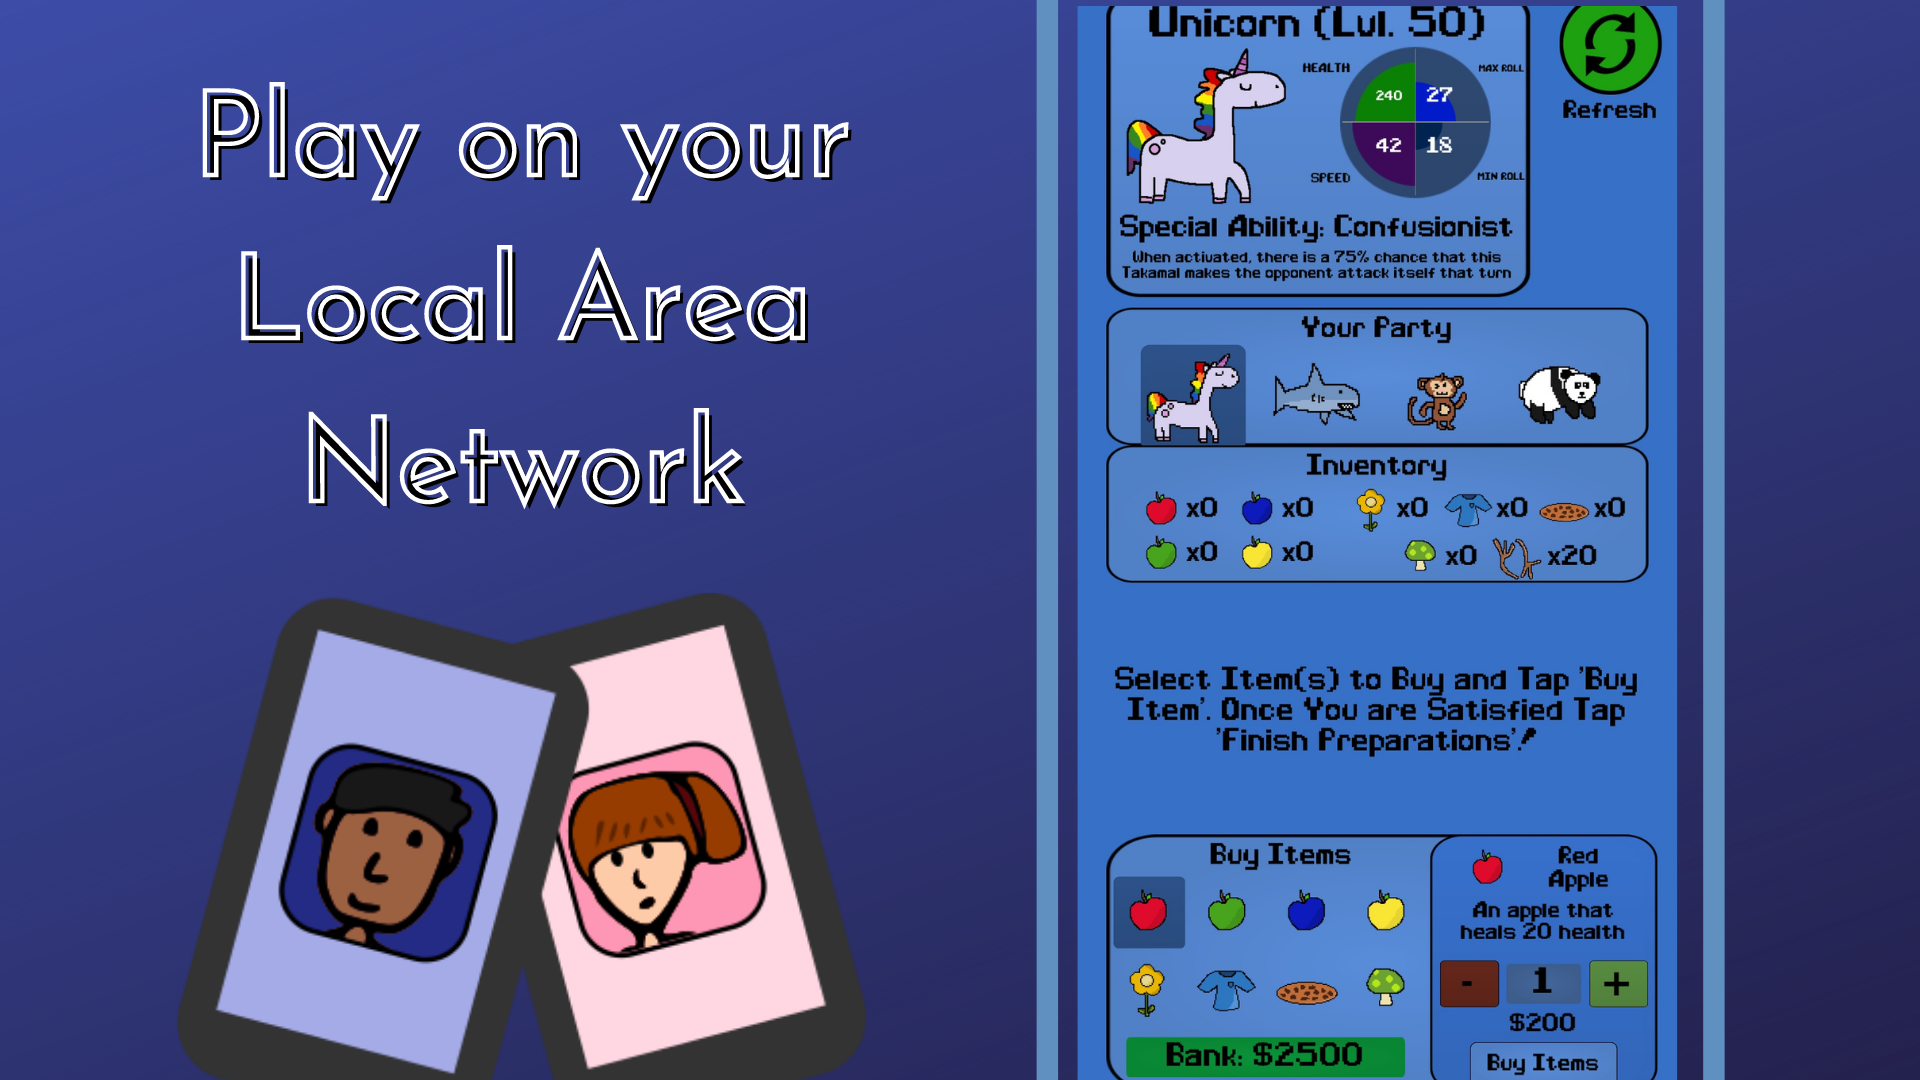 Play on your
Local Area
Network
Unicorn (Lvl. 50)
HEALTH
MAX ROLL
240
27
42
18
SPEED
MIN ROLL
Refresh
Special Ability: Confusionist
When activated, there is a 75% chance that this
Takamal makes the opponent attack itself that turn
Your Party
Inventory
x0 x0 x0 x0 x0
x0 x0 x0 x20
Select Item(s) to Buy and Tap 'Buy
Item'. Once You are Satisfied Tap
'Finish Preparations'!
Buy Items
Bank: $2500
Red
Apple
An apple that
heals 20 health
- 1 +
$200
Buy Items